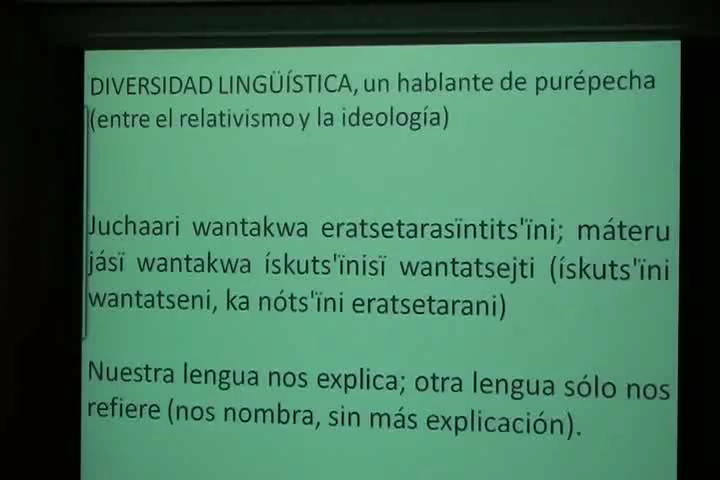 DIVERSIDAD LINGÜÍSTICA, un hablante de purépecha
(entre el relativismo y la ideología)
Juchaari wantakwa eratsetarasïntits'ïni; máteru
jásï wantakwa ískuts'ïnisï wantatsejti (ískuts'ïni
wantatseni, ka nóts'ïni eratsetarani)
Nuestra lengua nos explica; otra lengua sólo nos
refiere (nos nombra, sin más explicación).